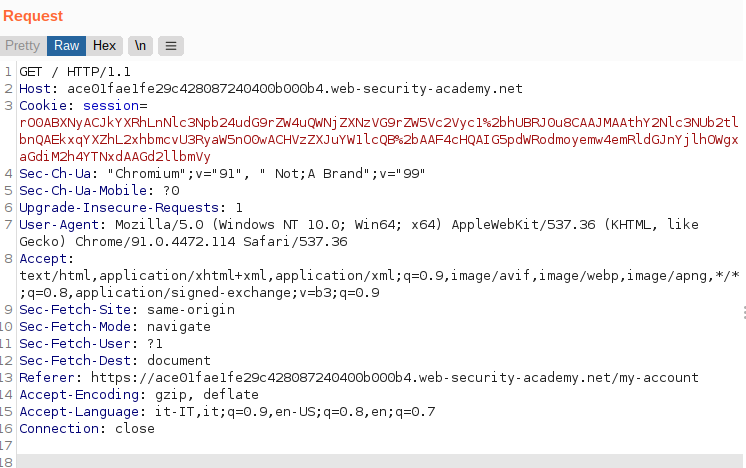 Request
Pretty Raw Hex \n
1 GET / HTTP/1.1
2 Host: ace01fae1fe29c428087240400b000b4.web-security-academy.net
3 Cookie: session=
rO0ABXNyACJkYXRhLnNlc3Npb24udG9rZW4uQWNjZXNzVG9rZW5Vc2Vyc1%2bhUBRJ0u8CAAJMAAthY2Nlc3NUb2tl
bnQAEkxqYXZhL2xhbmcvU3RyaW5nO0wACHVzZXJuYW1lcQB%2bAAF4cHQAIG5pdWRodmoyemw4emRldGJnYjlhOWgx
aGdiM2h4YTNxdAAGd2llbmVy
4 Sec-Ch-Ua: "Chromium";v="91", " Not;A Brand";v="99"
5 Sec-Ch-Ua-Mobile: ?0
6 Upgrade-Insecure-Requests: 1
7 User-Agent: Mozilla/5.0 (Windows NT 10.0; Win64; x64) AppleWebKit/537.36 (KHTML, like
Gecko) Chrome/91.0.4472.114 Safari/537.36
8 Accept:
text/html,application/xhtml+xml,application/xml;q=0.9,image/avif,image/webp,image/apng,*/*
;q=0.8,application/signed-exchange;v=b3;q=0.9
9 Sec-Fetch-Site: same-origin
10 Sec-Fetch-Mode: navigate
11 Sec-Fetch-User: ?1
12 Sec-Fetch-Dest: document
13 Referer: https://ace01fae1fe29c428087240400b000b4.web-security-academy.net/my-account
14 Accept-Encoding: gzip, deflate
15 Accept-Language: it-IT,it;q=0.9,en-US;q=0.8,en;q=0.7
16 Connection: close
17
18